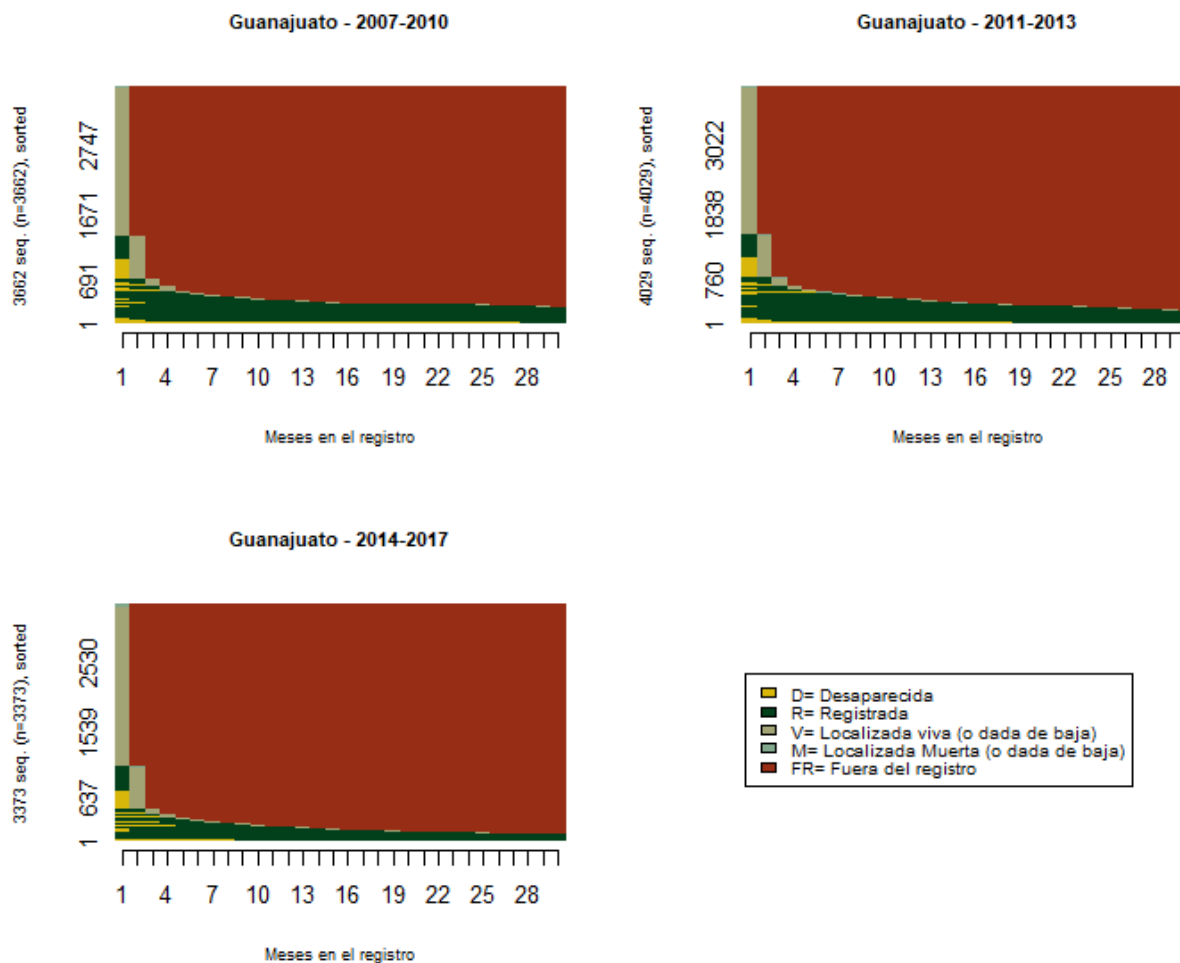 Guanajuato - 2007-2010
3662 seq. (n=3662), sorted
2747
1671
691
1
1 4 7 10 13 16 19 22 25 28
Meses en el registro
Guanajuato - 2011-2013
4029 seq. (n=4029), sorted
3022
1838
760
1
1 4 7 10 13 16 19 22 25 28
Meses en el registro
Guanajuato - 2014-2017
3373 seq. (n=3373), sorted
2530
1539
637
1
1 4 7 10 13 16 19 22 25 28
Meses en el registro
D= Desaparecida
R= Registrada
V= Localizada viva (o dada de baja)
M= Localizada Muerta (o dada de baja)
FR= Fuera del registro